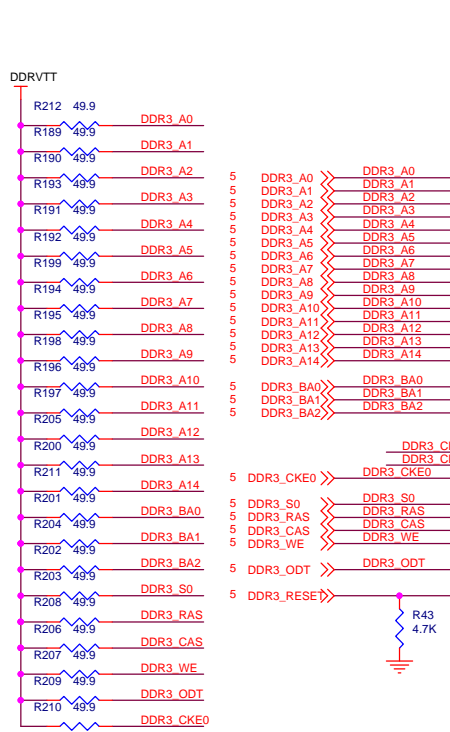 DDRVTT
R212 49.9
DDR3_A0
R189 49.9
DDR3_A1
R190 49.9
DDR3_A2
R193 49.9
DDR3_A3
R191 49.9
DDR3_A4
R192 49.9
DDR3_A5
R199 49.9
DDR3_A6
R194 49.9
DDR3_A7
R195 49.9
DDR3_A8
R198 49.9
DDR3_A9
R196 49.9
DDR3_A10
R197 49.9
DDR3_A11
R205 49.9
DDR3_A12
R200 49.9
DDR3_A13
R211 49.9
DDR3_A14
R201 49.9
DDR3_BA0
R204 49.9
DDR3_BA1
R202 49.9
DDR3_BA2
R203 49.9
DDR3_S0
R208 49.9
DDR3_RAS
R206 49.9
DDR3_CAS
R207 49.9
DDR3_WE
R209 49.9
DDR3_ODT
R210 49.9
DDR3_CKE0
5 DDR3_A0 DDR3_A0
5 DDR3_A1 DDR3_A1
5 DDR3_A2 DDR3_A2
5 DDR3_A3 DDR3_A3
5 DDR3_A4 DDR3_A4
5 DDR3_A5 DDR3_A5
5 DDR3_A6 DDR3_A6
5 DDR3_A7 DDR3_A7
5 DDR3_A8 DDR3_A8
5 DDR3_A9 DDR3_A9
5 DDR3_A10 DDR3_A10
5 DDR3_A11 DDR3_A11
5 DDR3_A12 DDR3_A12
5 DDR3_A13 DDR3_A13
5 DDR3_A14 DDR3_A14
5 DDR3_BA0 DDR3_BA0
5 DDR3_BA1 DDR3_BA1
5 DDR3_BA2 DDR3_BA2
5 DDR3_CKE0 DDR3_CKE0
5 DDR3_S0 DDR3_S0
5 DDR3_RAS DDR3_RAS
5 DDR3_CAS DDR3_CAS
5 DDR3_WE DDR3_WE
5 DDR3_ODT DDR3_ODT
5 DDR3_RESET
R43
4.7K